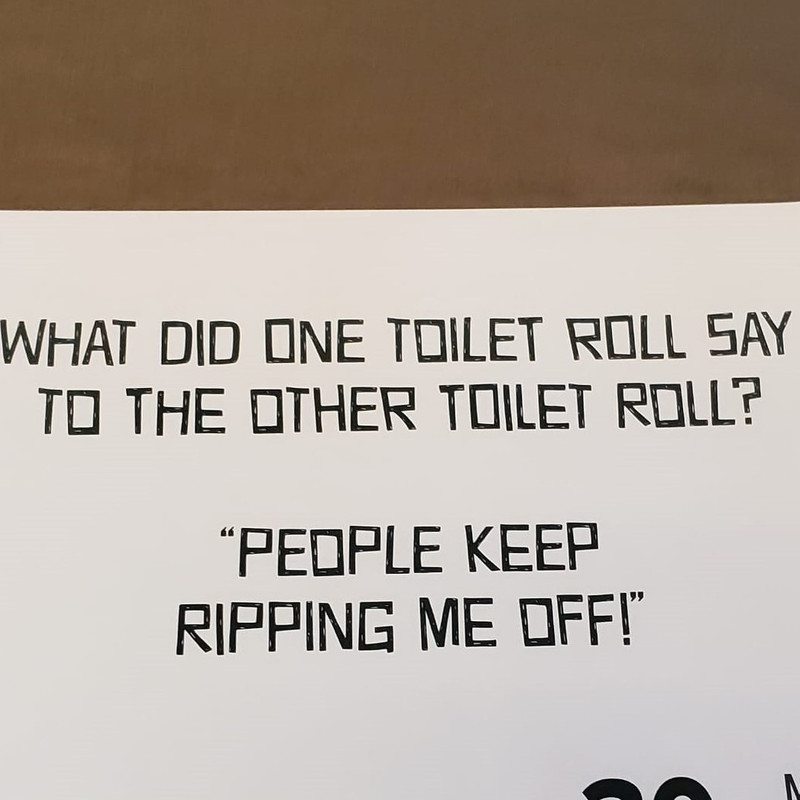 WHAT DID ONE TOILET ROLL SAY
TO THE OTHER TOILET ROLL?
“PEOPLE KEEP
RIPPING ME OFF!”